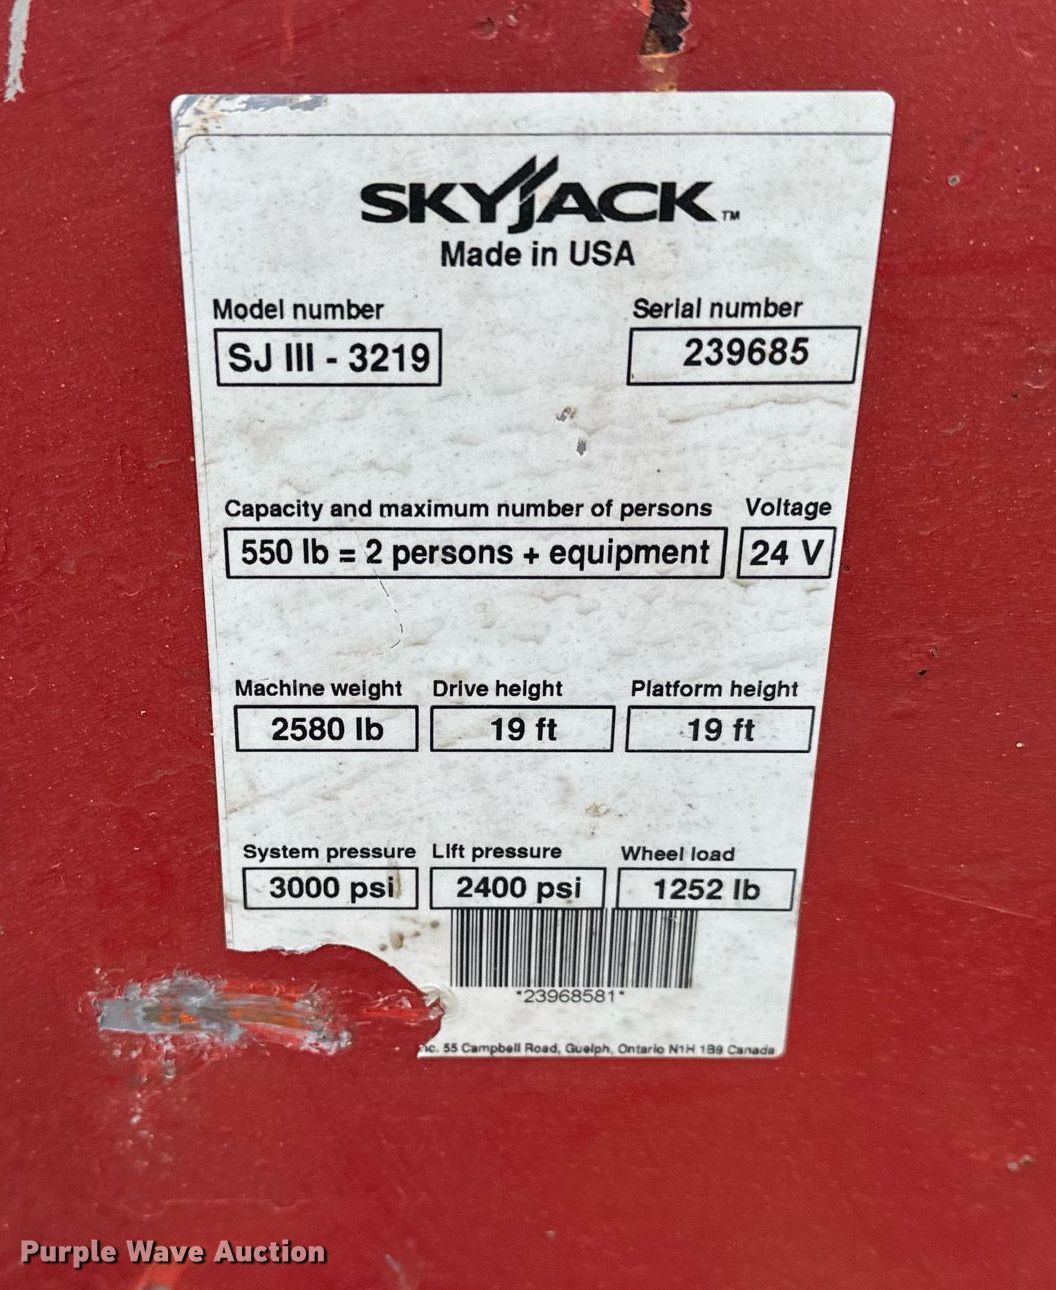 SKYJACK™
Made in USA
Model number
SJ III - 3219
Serial number
239685
Capacity and maximum number of persons
550 lb = 2 persons + equipment
Voltage
24 V
Machine weight
2580 lb
Drive height
19 ft
Platform height
19 ft
System pressure
3000 psi
Lift pressure
2400 psi
Wheel load
1252 lb
*23968581*
55 Campbell Road, Guelph, Ontario N1H 1B9 Canada
Purple Wave Auction